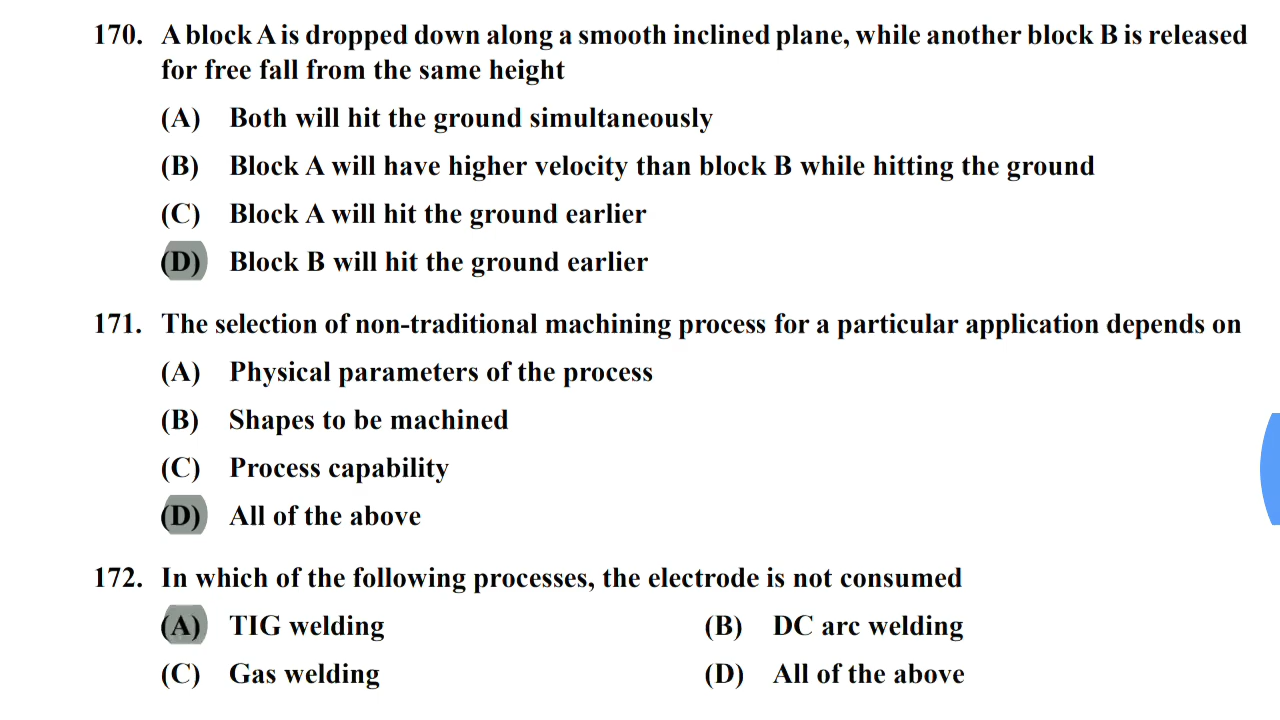 170. A block A is dropped down along a smooth inclined plane, while another block B is released
for free fall from the same height
(A) Both will hit the ground simultaneously
(B) Block A will have higher velocity than block B while hitting the ground
(C) Block A will hit the ground earlier
(D) Block B will hit the ground earlier
171. The selection of non-traditional machining process for a particular application depends on
(A) Physical parameters of the process
(B) Shapes to be machined
(C) Process capability
(D) All of the above
172. In which of the following processes, the electrode is not consumed
(A) TIG welding (B) DC arc welding
(C) Gas welding (D) All of the above